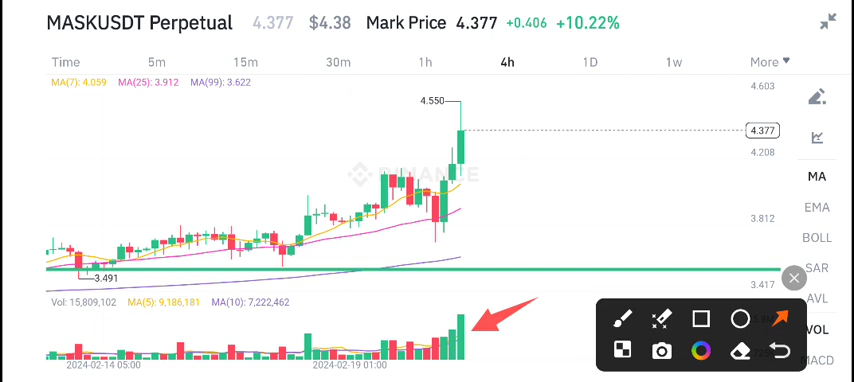 MASKUSDT Perpetual 4.377 $4.38 Mark Price 4.377 +0.406 +10.22%
Time 5m 15m 30m 1h 4h 1D 1w More
MA(7): 4.059 MA(25): 3.912 MA(99): 3.622
4.603
4.550
4.377
4.208
BINANCE
MA
EMA
3.812
BOLL
SAR
3.491
3.417
AVL
Vol: 15,809,102 MA(5): 9,186,181 MA(10): 7,222,462
VOL
MACD
2024-02-14 05:00 2024-02-19 01:00